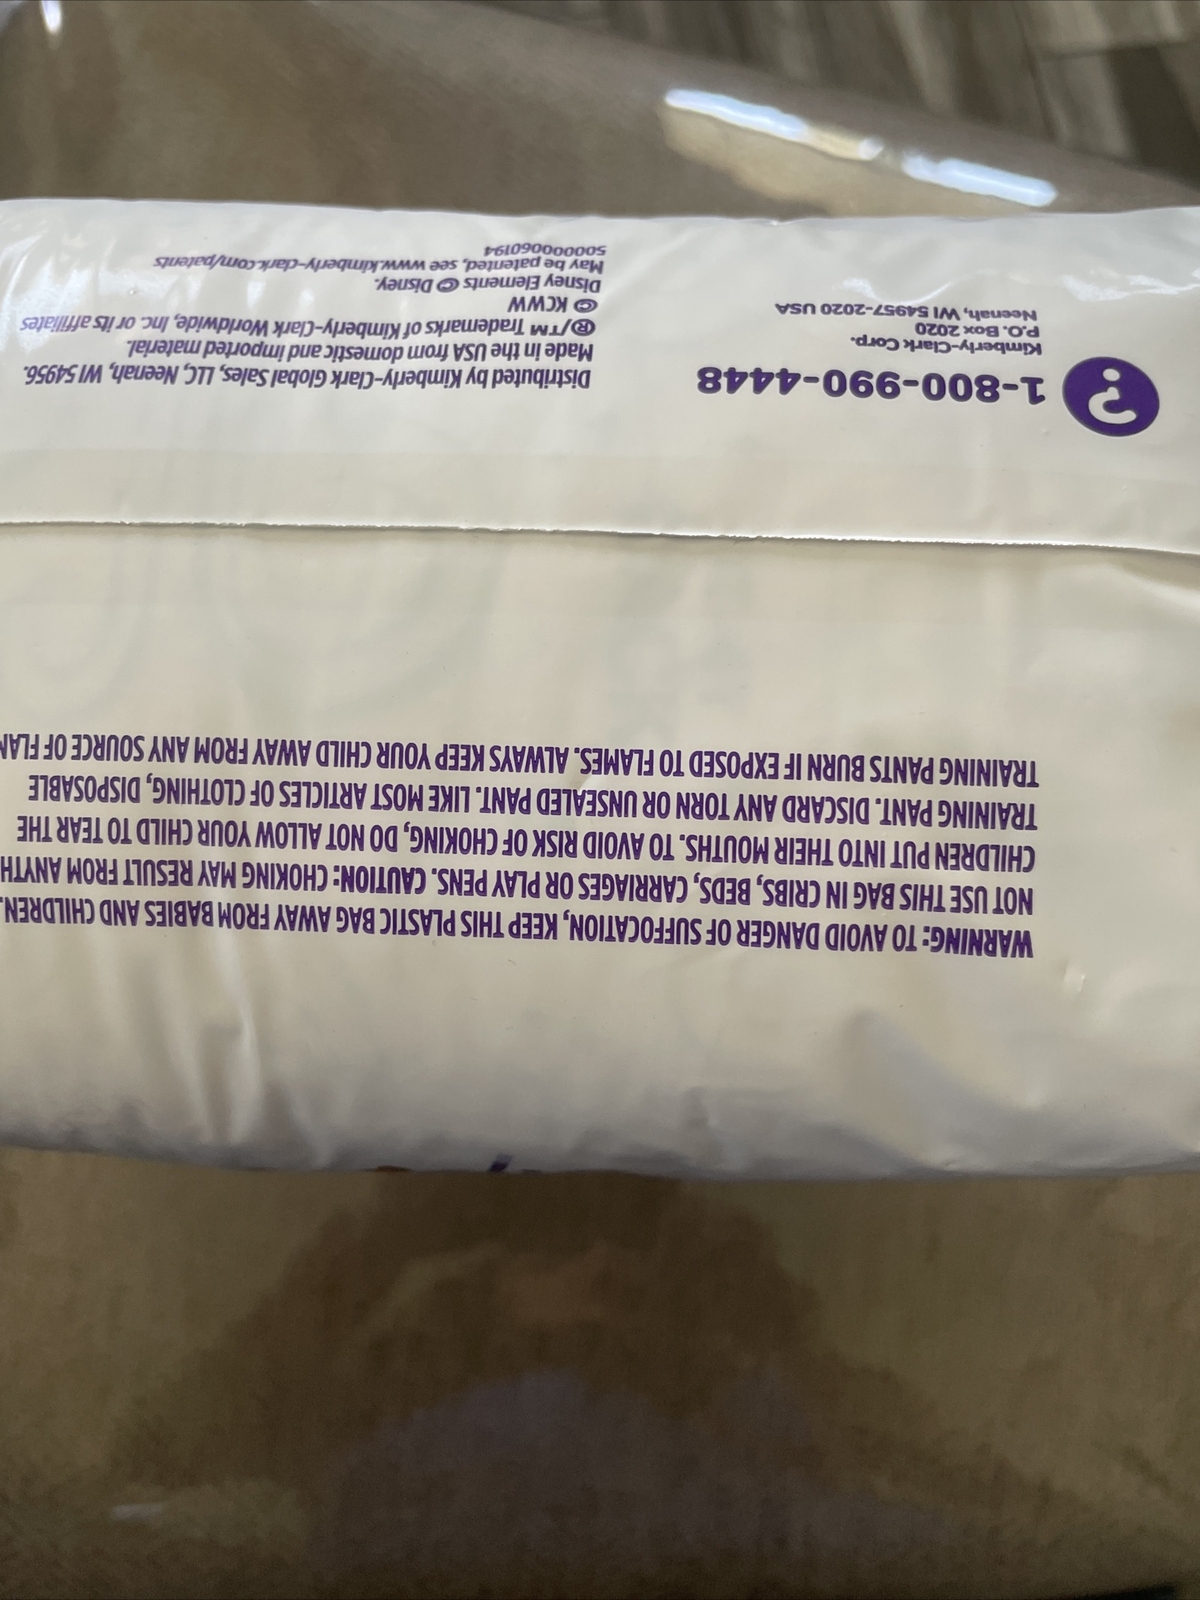 WARNING: TO AVOID DANGER OF SUFFOCATION, KEEP THIS PLASTIC BAG AWAY FROM BABIES AND CHILDREN.
NOT USE THIS BAG IN CRIBS, BEDS, CARRIAGES OR PLAY PENS. CAUTION: CHOKING MAY RESULT FROM ANYTH
CHILDREN PUT INTO THEIR MOUTHS. TO AVOID RISK OF CHOKING, DO NOT ALLOW YOUR CHILD TO TEAR THE
TRAINING PANT. DISCARD ANY TORN OR UNSEALED PANT. LIKE MOST ARTICLES OF CLOTHING, DISPOSABLE
TRAINING PANTS BURN IF EXPOSED TO FLAMES. ALWAYS KEEP YOUR CHILD AWAY FROM ANY SOURCE OF FLAM
?
1-800-990-4448
Kimberly-Clark Corp.
P.O. Box 2020
Neenah, WI 54957-2020 USA
Distributed by Kimberly-Clark Global Sales, LLC, Neenah, WI 54956.
Made in the USA from domestic and imported material.
®/™ Trademarks of Kimberly-Clark Worldwide, Inc. or its affiliates
© KCWW
Disney Elements © Disney.
May be patented, see www.kimberly-clark.com/patents
500000060194